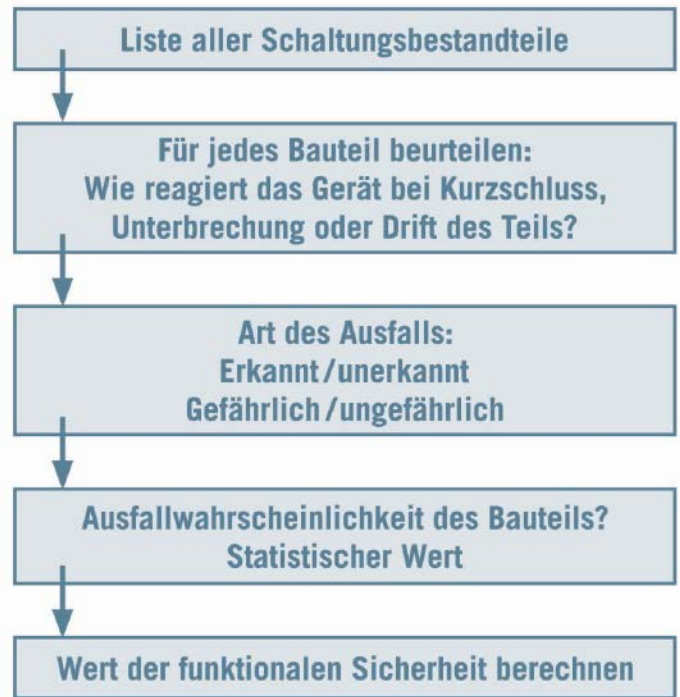 Liste aller Schaltungsbestandteile
Für jedes Bauteil beurteilen:
Wie reagiert das Gerät bei Kurzschluss,
Unterbrechung oder Drift des Teils?
Art des Ausfalls:
Erkannt/unerkannt
Gefährlich/ungefährlich
Ausfallwahrscheinlichkeit des Bauteils?
Statistischer Wert
Wert der funktionalen Sicherheit berechnen